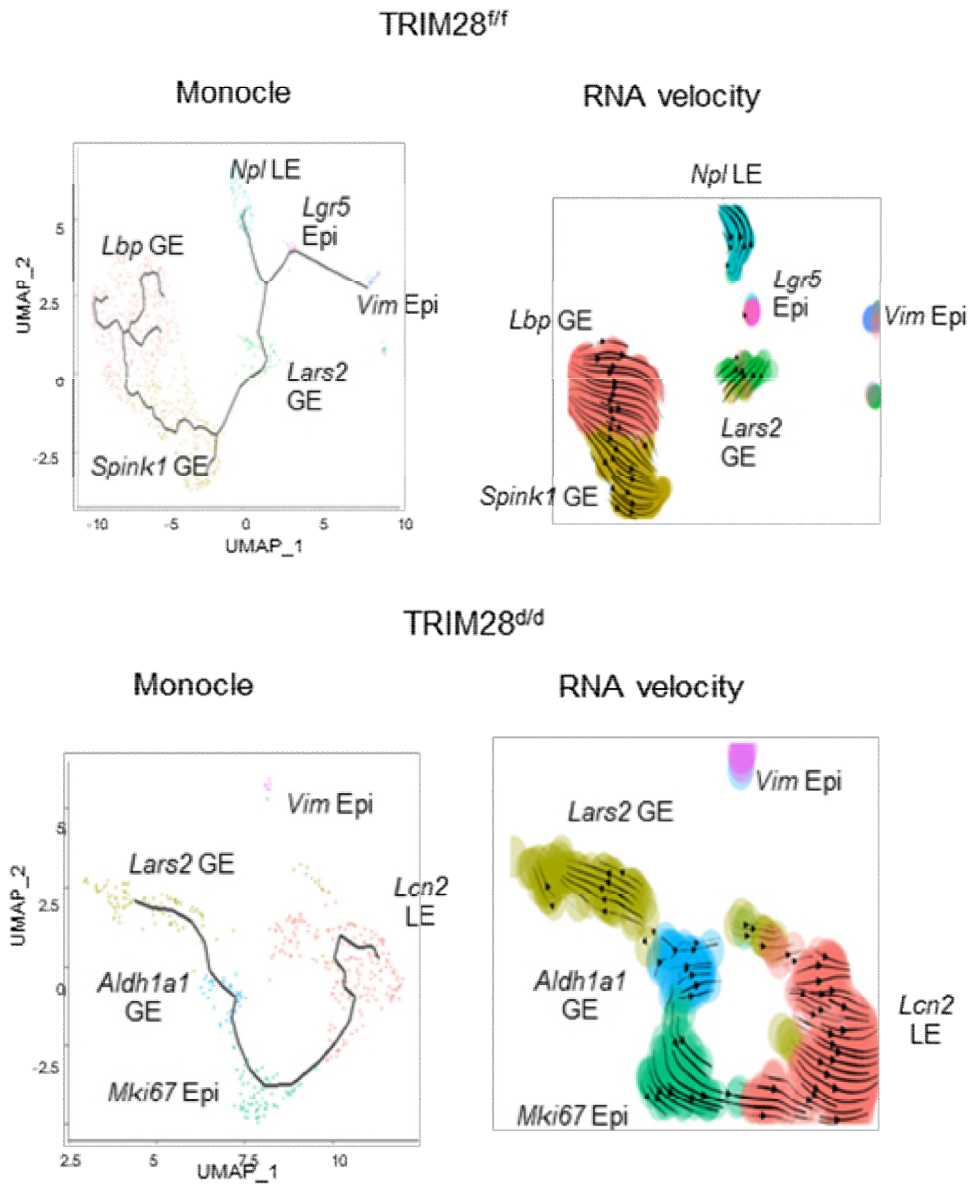 TRIM28f/f
Monocle
RNA velocity
Npl LE
Lgr5
Epi
Lbp GE
Vim Epi
Lars2
GE
Spink1 GE
UMAP_2
5
2.5
0
-2.5
-10
-5
0
5
10
UMAP_1
Npl LE
Lgr5
Epi
Lbp GE
Vim Epi
Lars2
GE
Spink1 GE
TRIM28d/d
Monocle
RNA velocity
Vim Epi
Lars2 GE
Lcn2
LE
Aldh1a1
GE
Mki67 Epi
UMAP_2
5
2.5
0
-2.5
2.5
5
7.5
10
UMAP_1
Vim Epi
Lars2 GE
Aldh1a1
GE
Lcn2
LE
Mki67 Epi